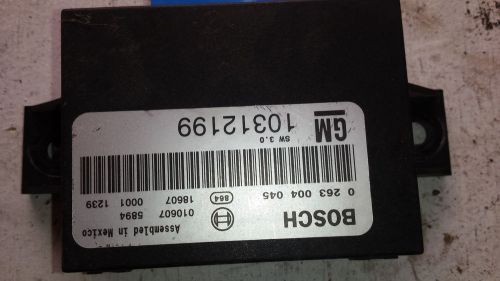 BOSCH
0 263 004 045
010607 5894
864
18607 0001 1239
Assembled in Mexico
GM
SW 3.0
10312199